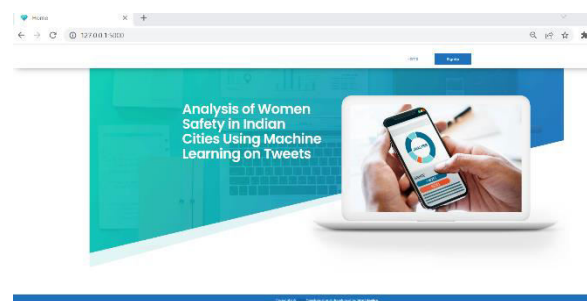 Home
127.0.0.1:5000
Analysis of Women
Safety in Indian
Cities Using Machine
Learning on Tweets